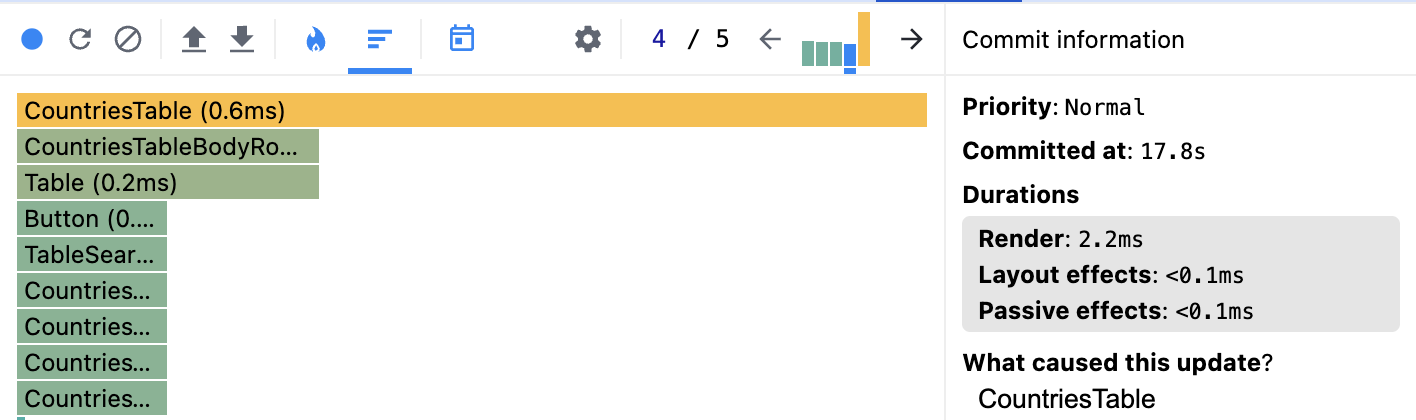 4 / 5
Commit information
CountriesTable (0.6ms)
CountriesTableBodyRo...
Table (0.2ms)
Button (0....
TableSear...
Countries...
Countries...
Countries...
Countries...
Priority: Normal
Committed at: 17.8s
Durations
Render: 2.2ms
Layout effects: <0.1ms
Passive effects: <0.1ms
What caused this update?
CountriesTable